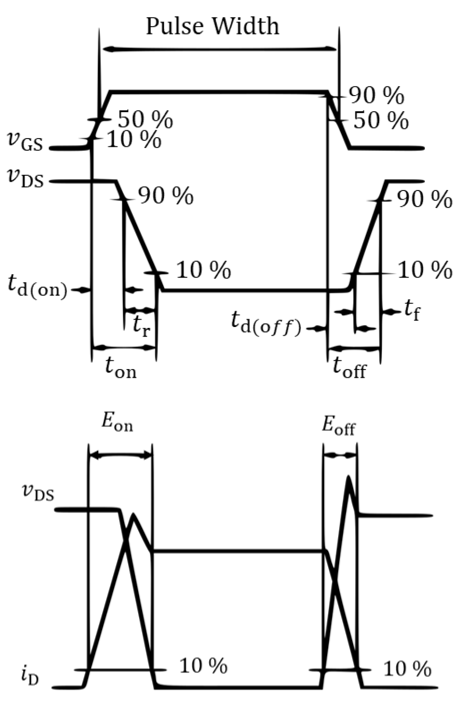 Pulse Width
90 %
50 %
50 %
v_GS
10 %
v_DS
90 %
90 %
10 %
10 %
t_d(on)
t_r
t_d(off)
t_f
t_on
t_off
E_on
E_off
v_DS
i_D
10 %
10 %